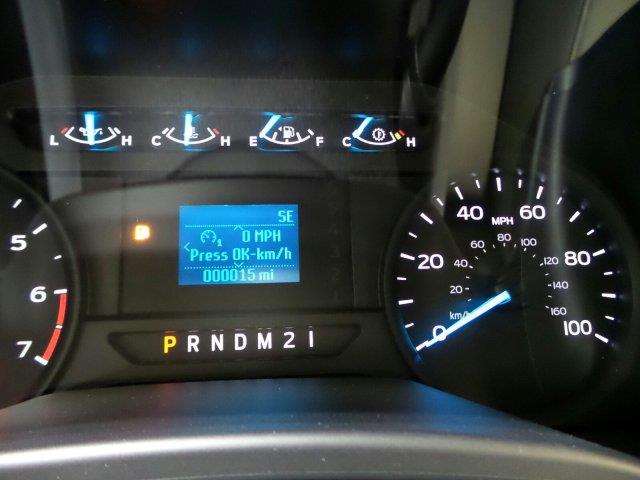 L H C H E F C H
SE
1 0 MPH
Press OK-km/h
000015 mi
P R N D M 2 1
5
6
7
0 20 40 60 80 100
MPH
20 40 60 80 100 120 140 160
km/h